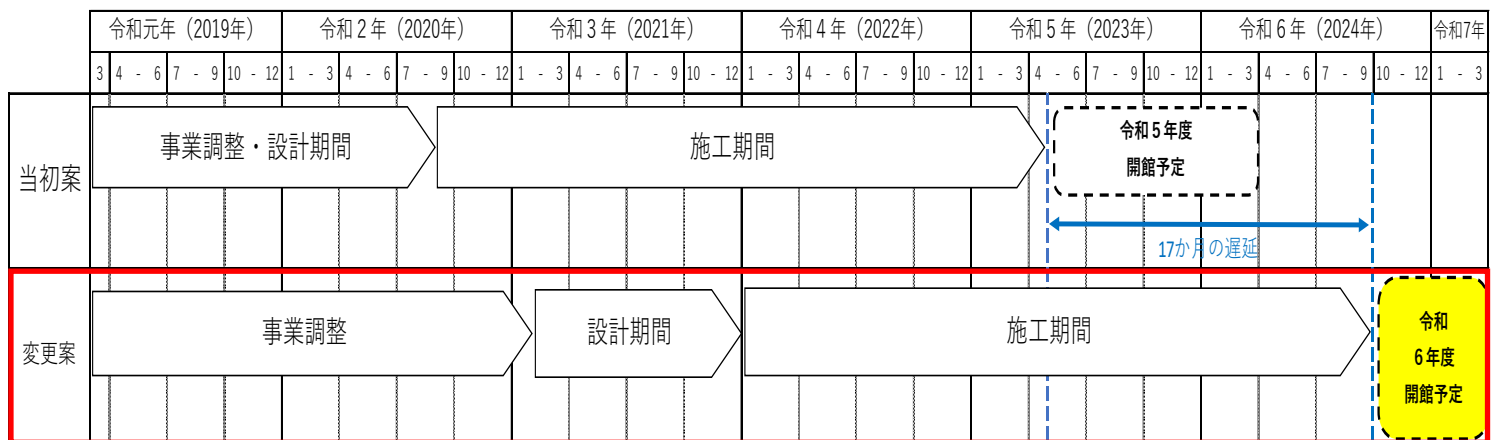 令和元年（2019年） 令和２年（2020年） 令和３年（2021年） 令和４年（2022年） 令和５年（2023年） 令和６年（2024年） 令和7年
3 4 - 6 7 - 9 10 - 12 1 - 3 4 - 6 7 - 9 10 - 12 1 - 3 4 - 6 7 - 9 10 - 12 1 - 3 4 - 6 7 - 9 10 - 12 1 - 3 4 - 6 7 - 9 10 - 12 1 - 3 4 - 6 7 - 9 10 - 12 1 - 3
当初案
事業調整・設計期間
施工期間
令和５年度
開館予定
17か月の遅延
変更案
事業調整
設計期間
施工期間
令和
６年度
開館予定